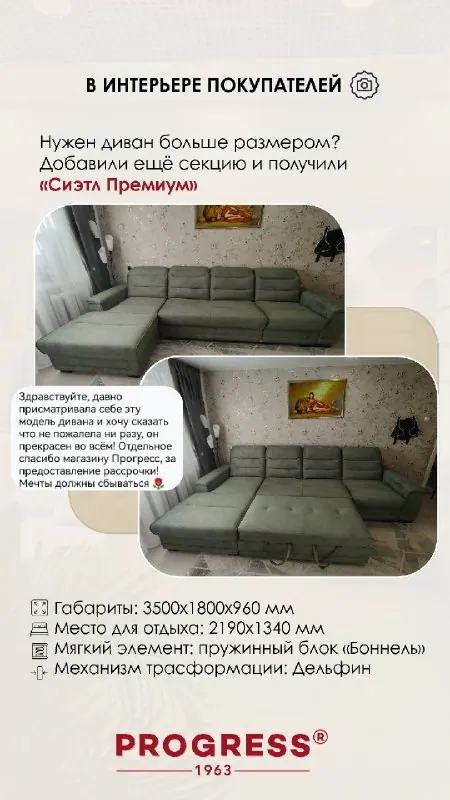 В ИНТЕРЬЕРЕ ПОКУПАТЕЛЕЙ
Нужен диван больше размером?
Добавили ещё секцию и получили
«Сиэтл Премиум»
Здравствуйте, давно
присматривала себе эту
модель дивана и хочу сказать
что не пожалела ни разу, он
прекрасен во всём! Отдельное
спасибо магазину Прогресс, за
предоставление рассрочки!
Мечты должны сбываться 🌹
Габариты: 3500х1800х960 мм
Место для отдыха: 2190х1340 мм
Мягкий элемент: пружинный блок «Боннель»
Механизм трасформации: Дельфин
PROGRESS®
1963